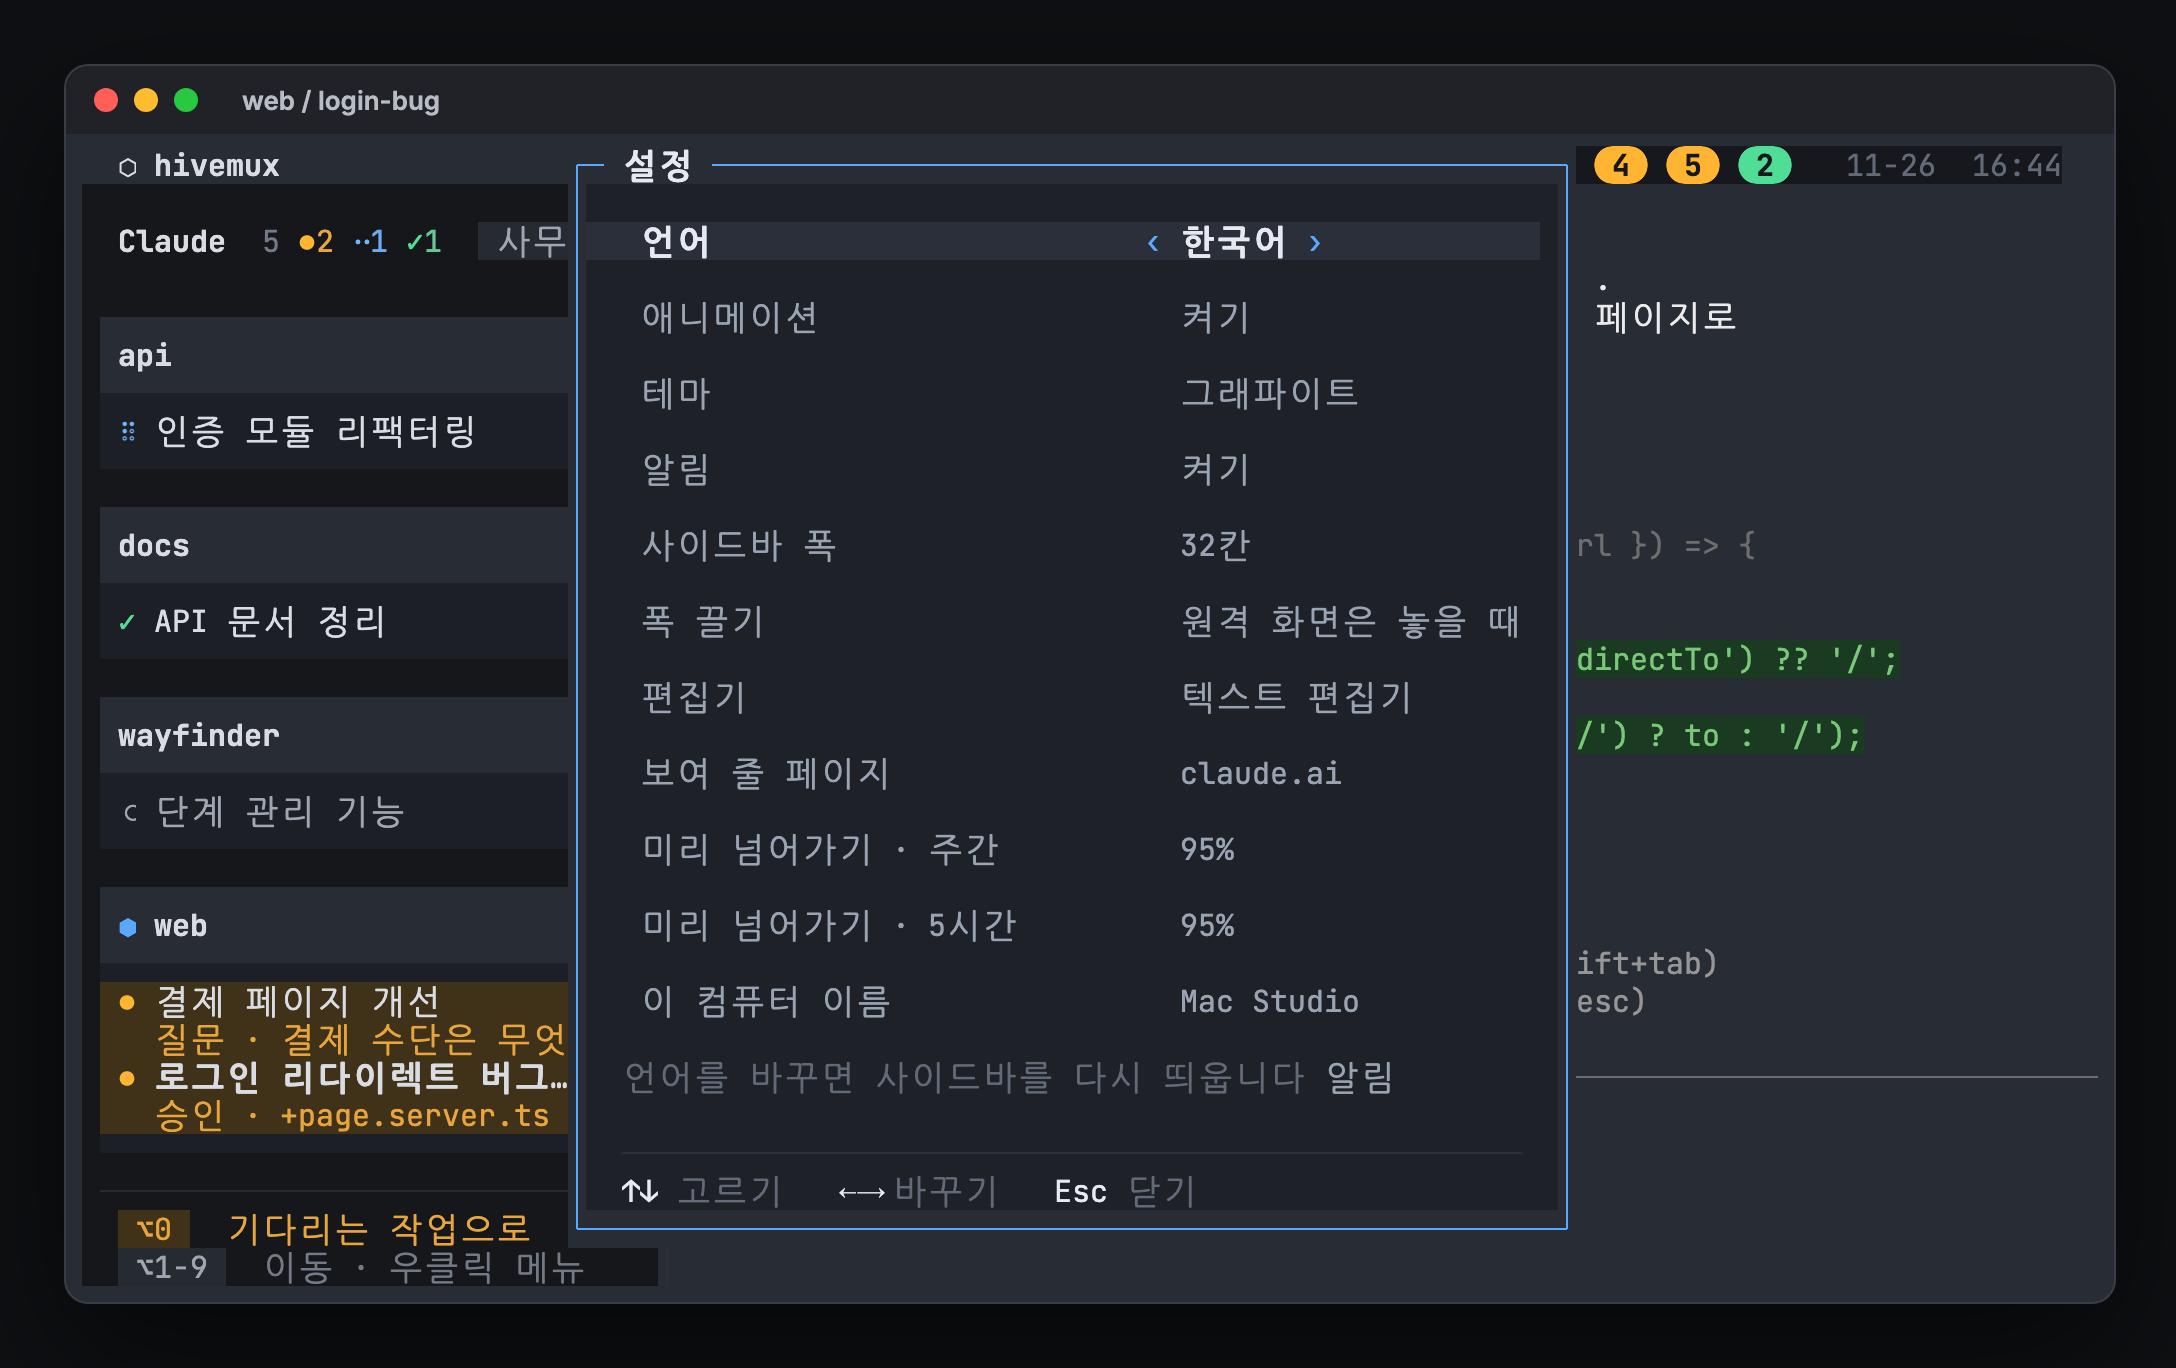 web / login-bug
hivemux
4 5 2 11-26 16:44
Claude 5 ●2 ··1 ✓1 사무
api
인증 모듈 리팩터링
docs
✓ API 문서 정리
wayfinder
단계 관리 기능
web
● 결제 페이지 개선
질문 · 결제 수단은 무엇
● 로그인 리다이렉트 버그…
승인 · +page.server.ts
⌥0 기다리는 작업으로
⌥1-9 이동 · 우클릭 메뉴
설정
언어 ‹ 한국어 ›
애니메이션 켜기
테마 그래파이트
알림 켜기
사이드바 폭 32칸
폭 끌기 원격 화면은 놓을 때
편집기 텍스트 편집기
보여 줄 페이지 claude.ai
미리 넘어가기 · 주간 95%
미리 넘어가기 · 5시간 95%
이 컴퓨터 이름 Mac Studio
언어를 바꾸면 사이드바를 다시 띄웁니다 알림
↑↓ 고르기 ←→ 바꾸기 Esc 닫기
.
페이지로
rl }) => {
directTo') ?? '/';
/') ? to : '/');
ift+tab)
esc)